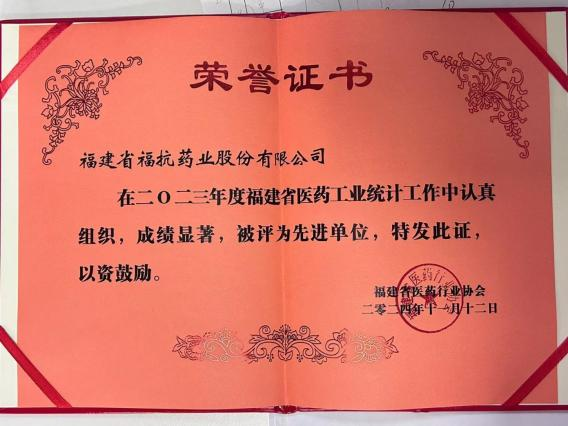 荣誉证书
福建省福抗药业股份有限公司
在二〇二三年度福建省医药工业统计工作中认真
组织，成绩显著，被评为先进单位，特发此证，
以资鼓励。
福建省医药行业协会
二零二四年十一月十二日